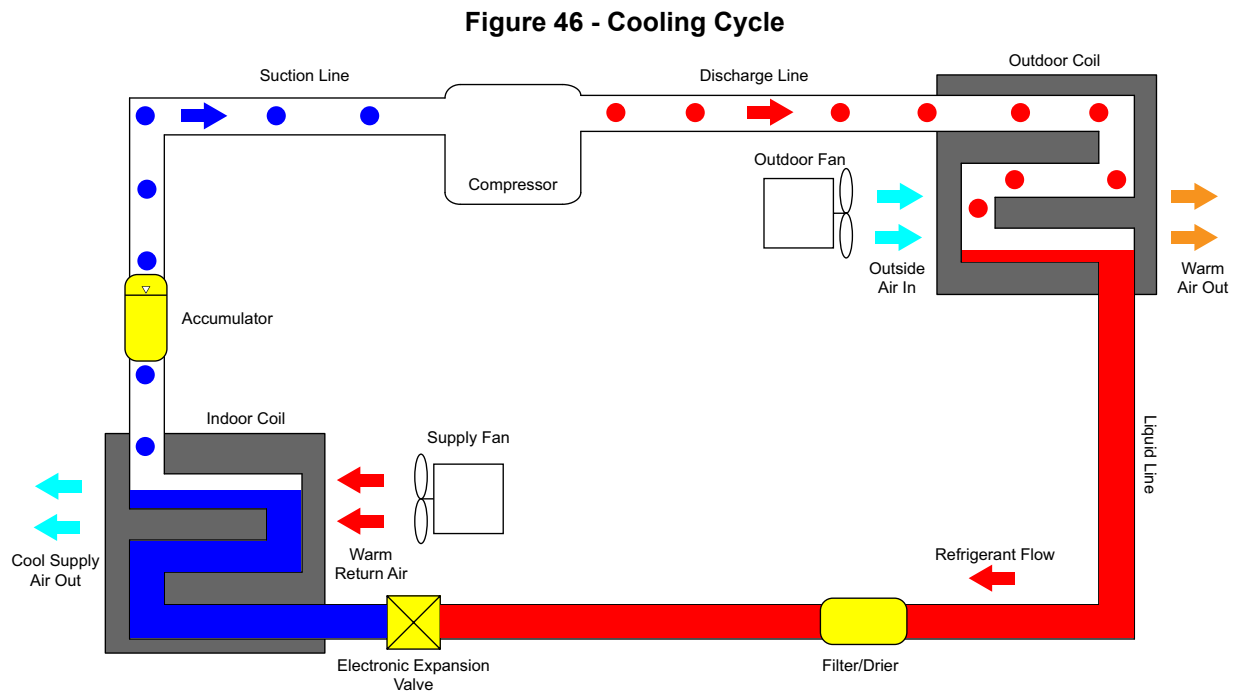 Figure 46 - Cooling Cycle
Suction Line
Discharge Line
Outdoor Coil
Compressor
Outdoor Fan
Outside
Air In
Warm
Air Out
Accumulator
Indoor Coil
Supply Fan
Liquid Line
Cool Supply
Air Out
Warm
Return Air
Refrigerant Flow
Electronic Expansion
Valve
Filter/Drier